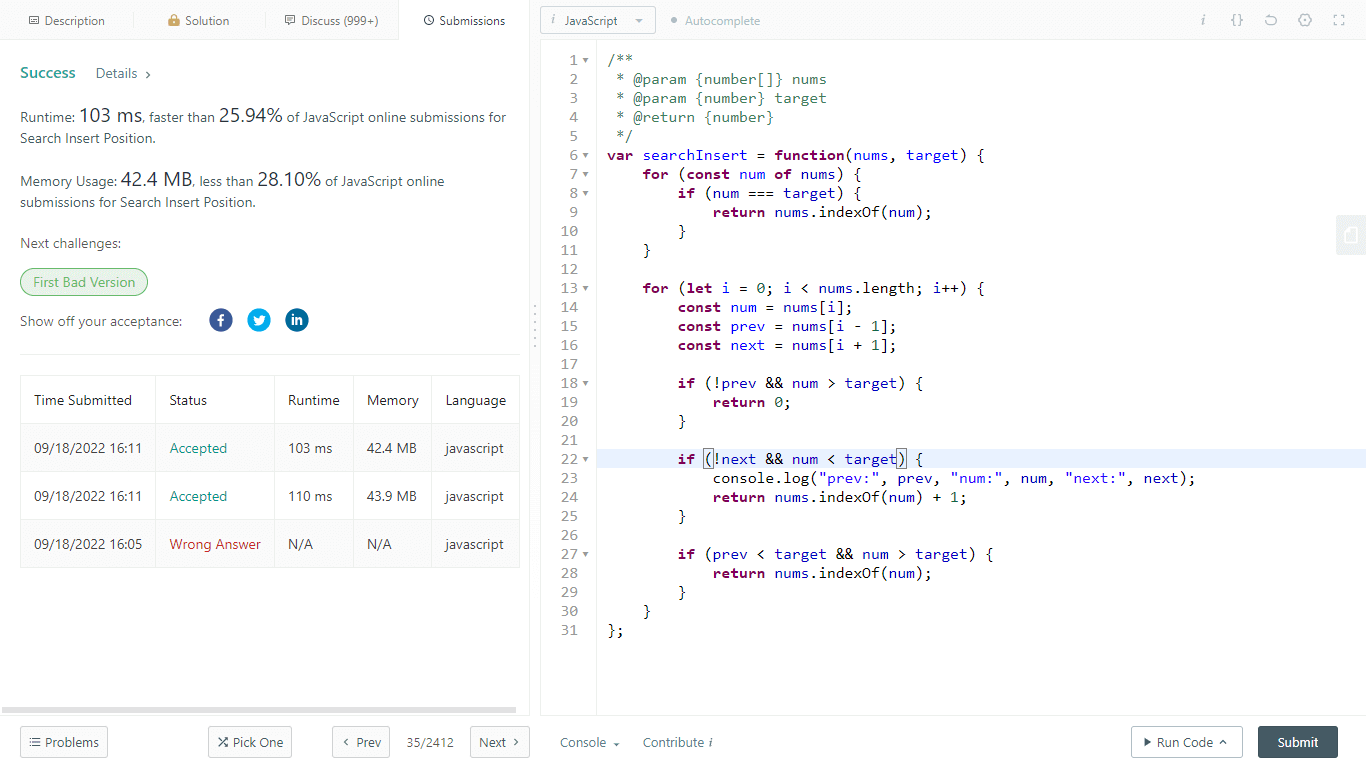 Description
Solution
Discuss (999+)
Submissions
Success
Details
Runtime: 103 ms, faster than 25.94% of JavaScript online submissions for
Search Insert Position.
Memory Usage: 42.4 MB, less than 28.10% of JavaScript online
submissions for Search Insert Position.
Next challenges:
First Bad Version
Show off your acceptance:
Time Submitted Status Runtime Memory Language
09/18/2022 16:11 Accepted 103 ms 42.4 MB javascript
09/18/2022 16:11 Accepted 110 ms 43.9 MB javascript
09/18/2022 16:05 Wrong Answer N/A N/A javascript
Problems
Pick One
Prev
35/2412
Next
i JavaScript
Autocomplete
i {}
1 /**
2  * @param {number[]} nums
3  * @param {number} target
4  * @return {number}
5  */
6 var searchInsert = function(nums, target) {
7     for (const num of nums) {
8         if (num === target) {
9             return nums.indexOf(num);
10         }
11     }
12
13     for (let i = 0; i < nums.length; i++) {
14         const num = nums[i];
15         const prev = nums[i - 1];
16         const next = nums[i + 1];
17
18         if (!prev && num > target) {
19             return 0;
20         }
21
22         if (!next && num < target) {
23             console.log("prev:", prev, "num:", num, "next:", next);
24             return nums.indexOf(num) + 1;
25         }
26
27         if (prev < target && num > target) {
28             return nums.indexOf(num);
29         }
30     }
31 };
Console
Contribute i
Run Code
Submit